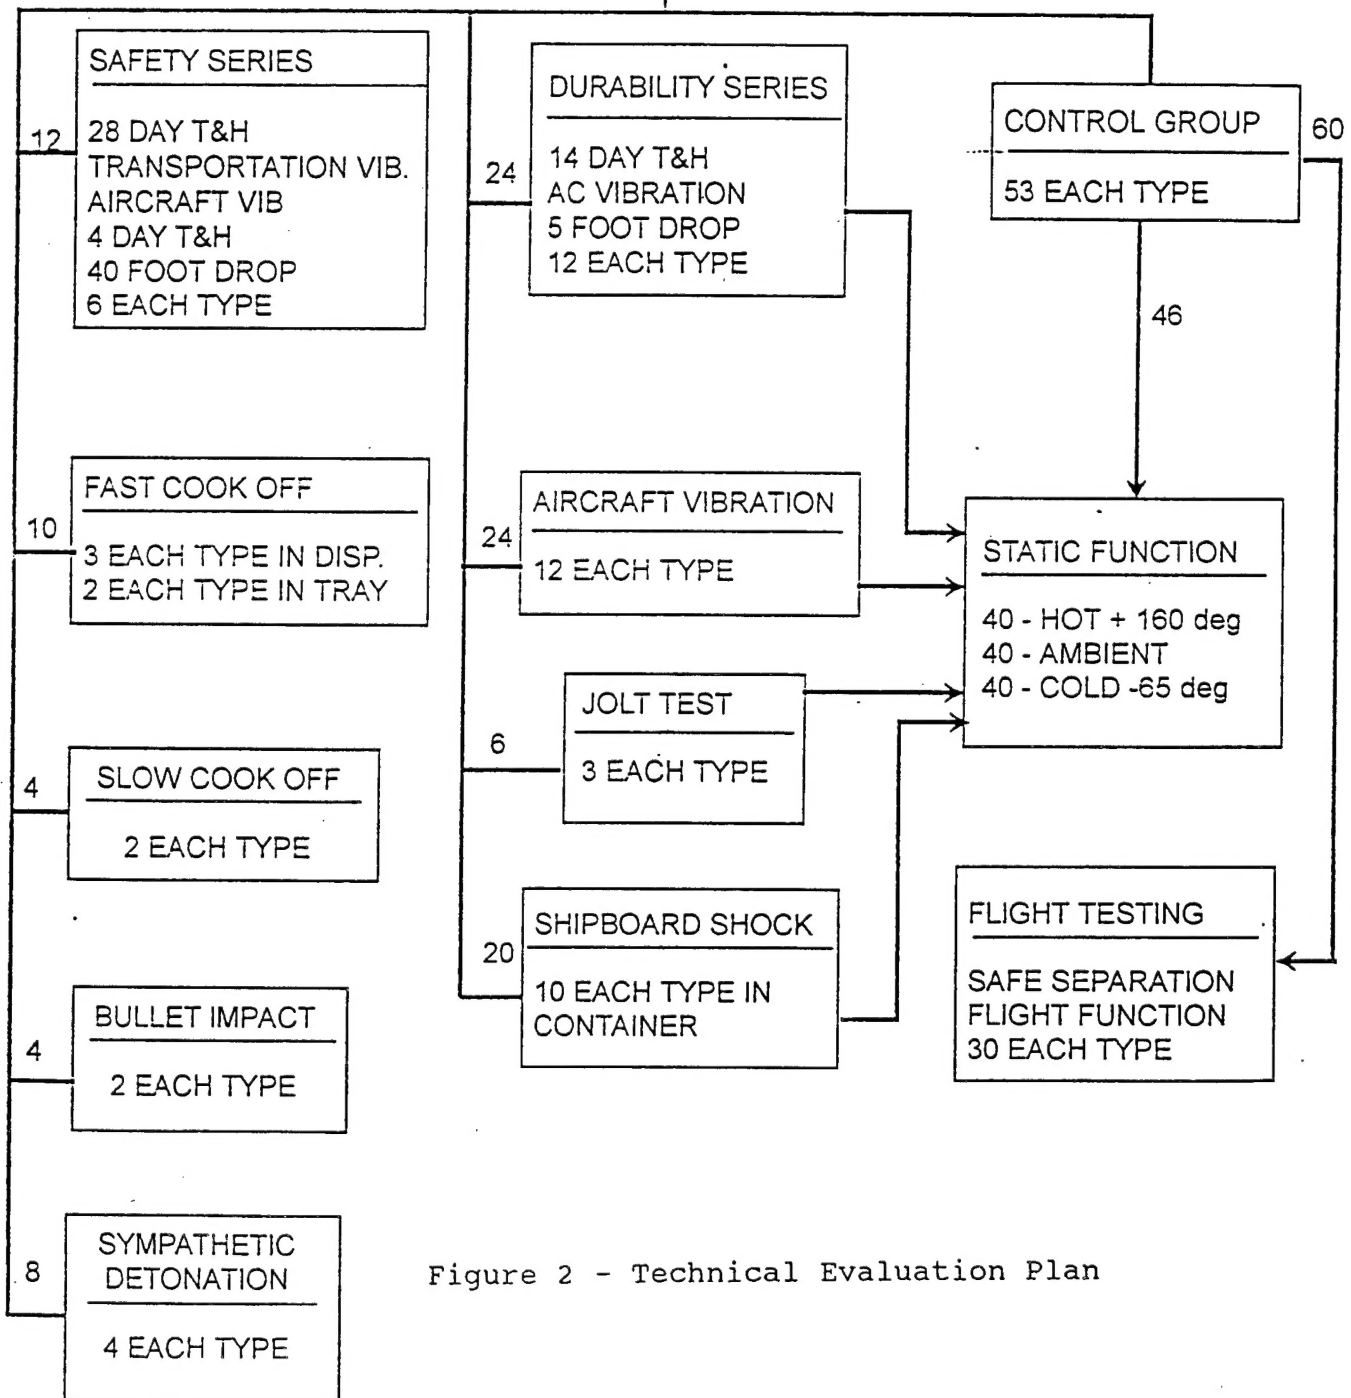 12
SAFETY SERIES
28 DAY T&H
TRANSPORTATION VIB.
AIRCRAFT VIB
4 DAY T&H
40 FOOT DROP
6 EACH TYPE
10
FAST COOK OFF
3 EACH TYPE IN DISP.
2 EACH TYPE IN TRAY
4
SLOW COOK OFF
2 EACH TYPE
4
BULLET IMPACT
2 EACH TYPE
8
SYMPATHETIC
DETONATION
4 EACH TYPE
24
DURABILITY SERIES
14 DAY T&H
AC VIBRATION
5 FOOT DROP
12 EACH TYPE
24
AIRCRAFT VIBRATION
12 EACH TYPE
6
JOLT TEST
3 EACH TYPE
20
SHIPBOARD SHOCK
10 EACH TYPE IN
CONTAINER
CONTROL GROUP
53 EACH TYPE
60
46
STATIC FUNCTION
40 - HOT + 160 deg
40 - AMBIENT
40 - COLD -65 deg
FLIGHT TESTING
SAFE SEPARATION
FLIGHT FUNCTION
30 EACH TYPE
Figure 2 - Technical Evaluation Plan